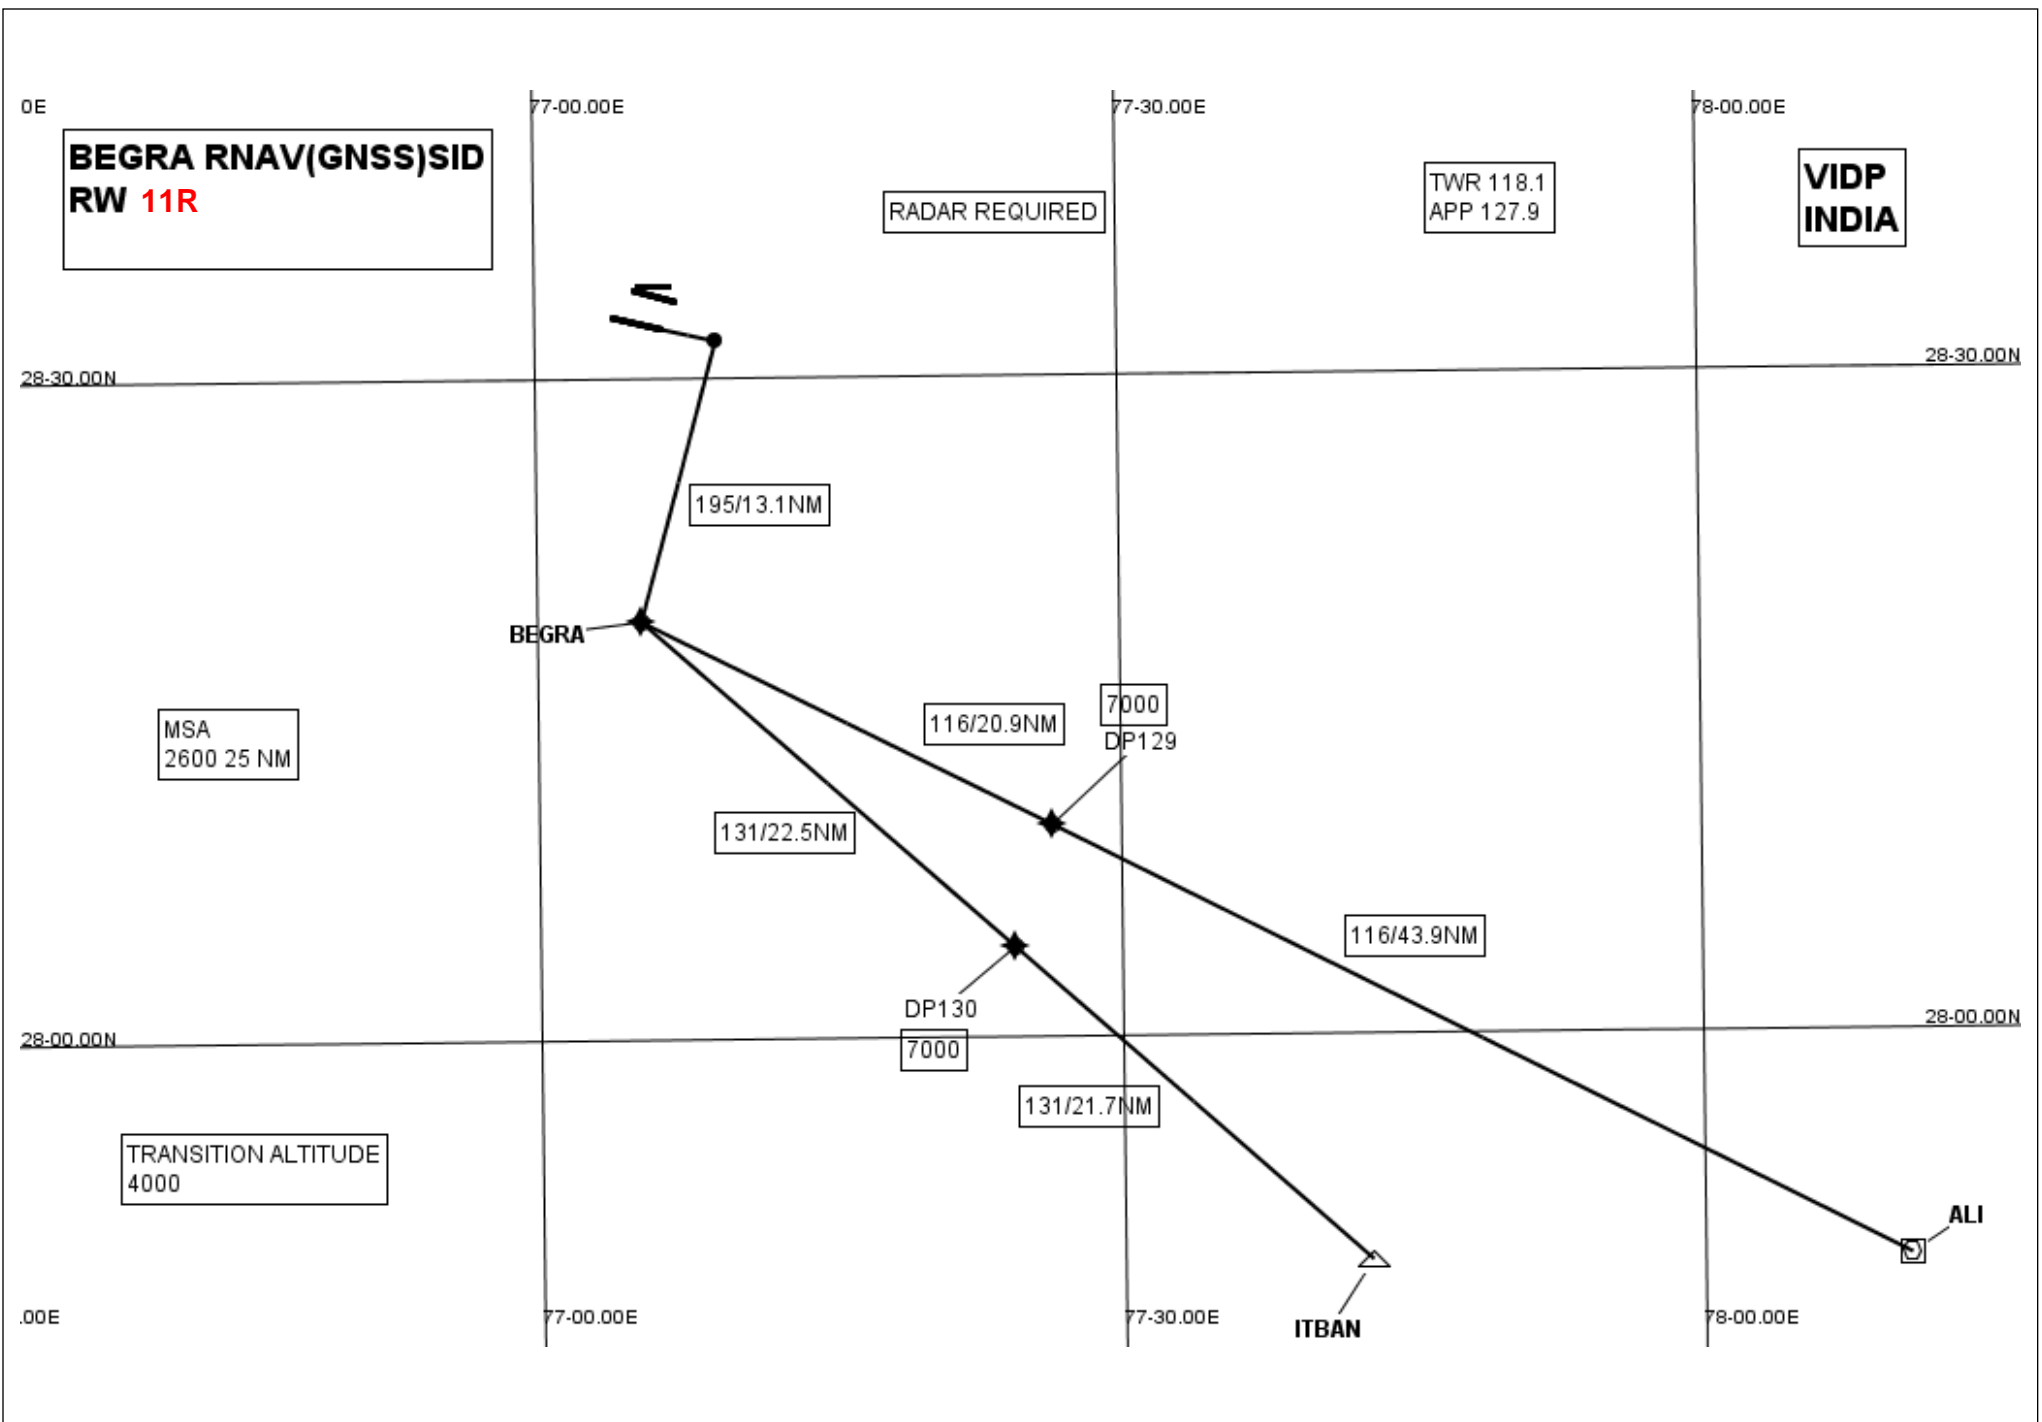 0E
77-00.00E
77-30.00E
78-00.00E
BEGRA RNAV(GNSS)SID
RW 11R
RADAR REQUIRED
TWR 118.1
APP 127.9
VIDP
INDIA
28-30.00N
28-30.00N
195/13.1NM
BEGRA
7000
DP129
116/20.9NM
MSA
2600 25 NM
131/22.5NM
116/43.9NM
DP130
7000
28-00.00N
28-00.00N
131/21.7NM
TRANSITION ALTITUDE
4000
ALI
ITBAN
.00E
77-00.00E
77-30.00E
78-00.00E